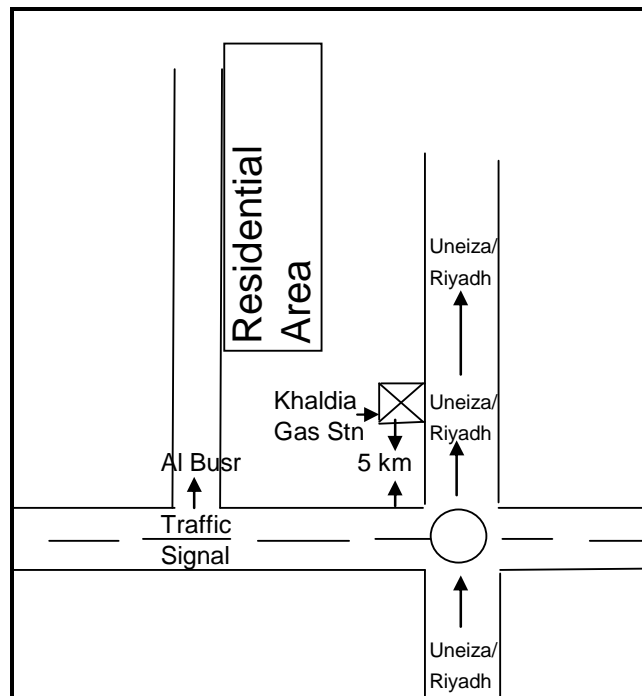 Residential
Area
Uneiza/
Riyadh
Khaldia
Gas Stn
Uneiza/
Riyadh
Al Busr
5 km
Traffic
Signal
Uneiza/
Riyadh